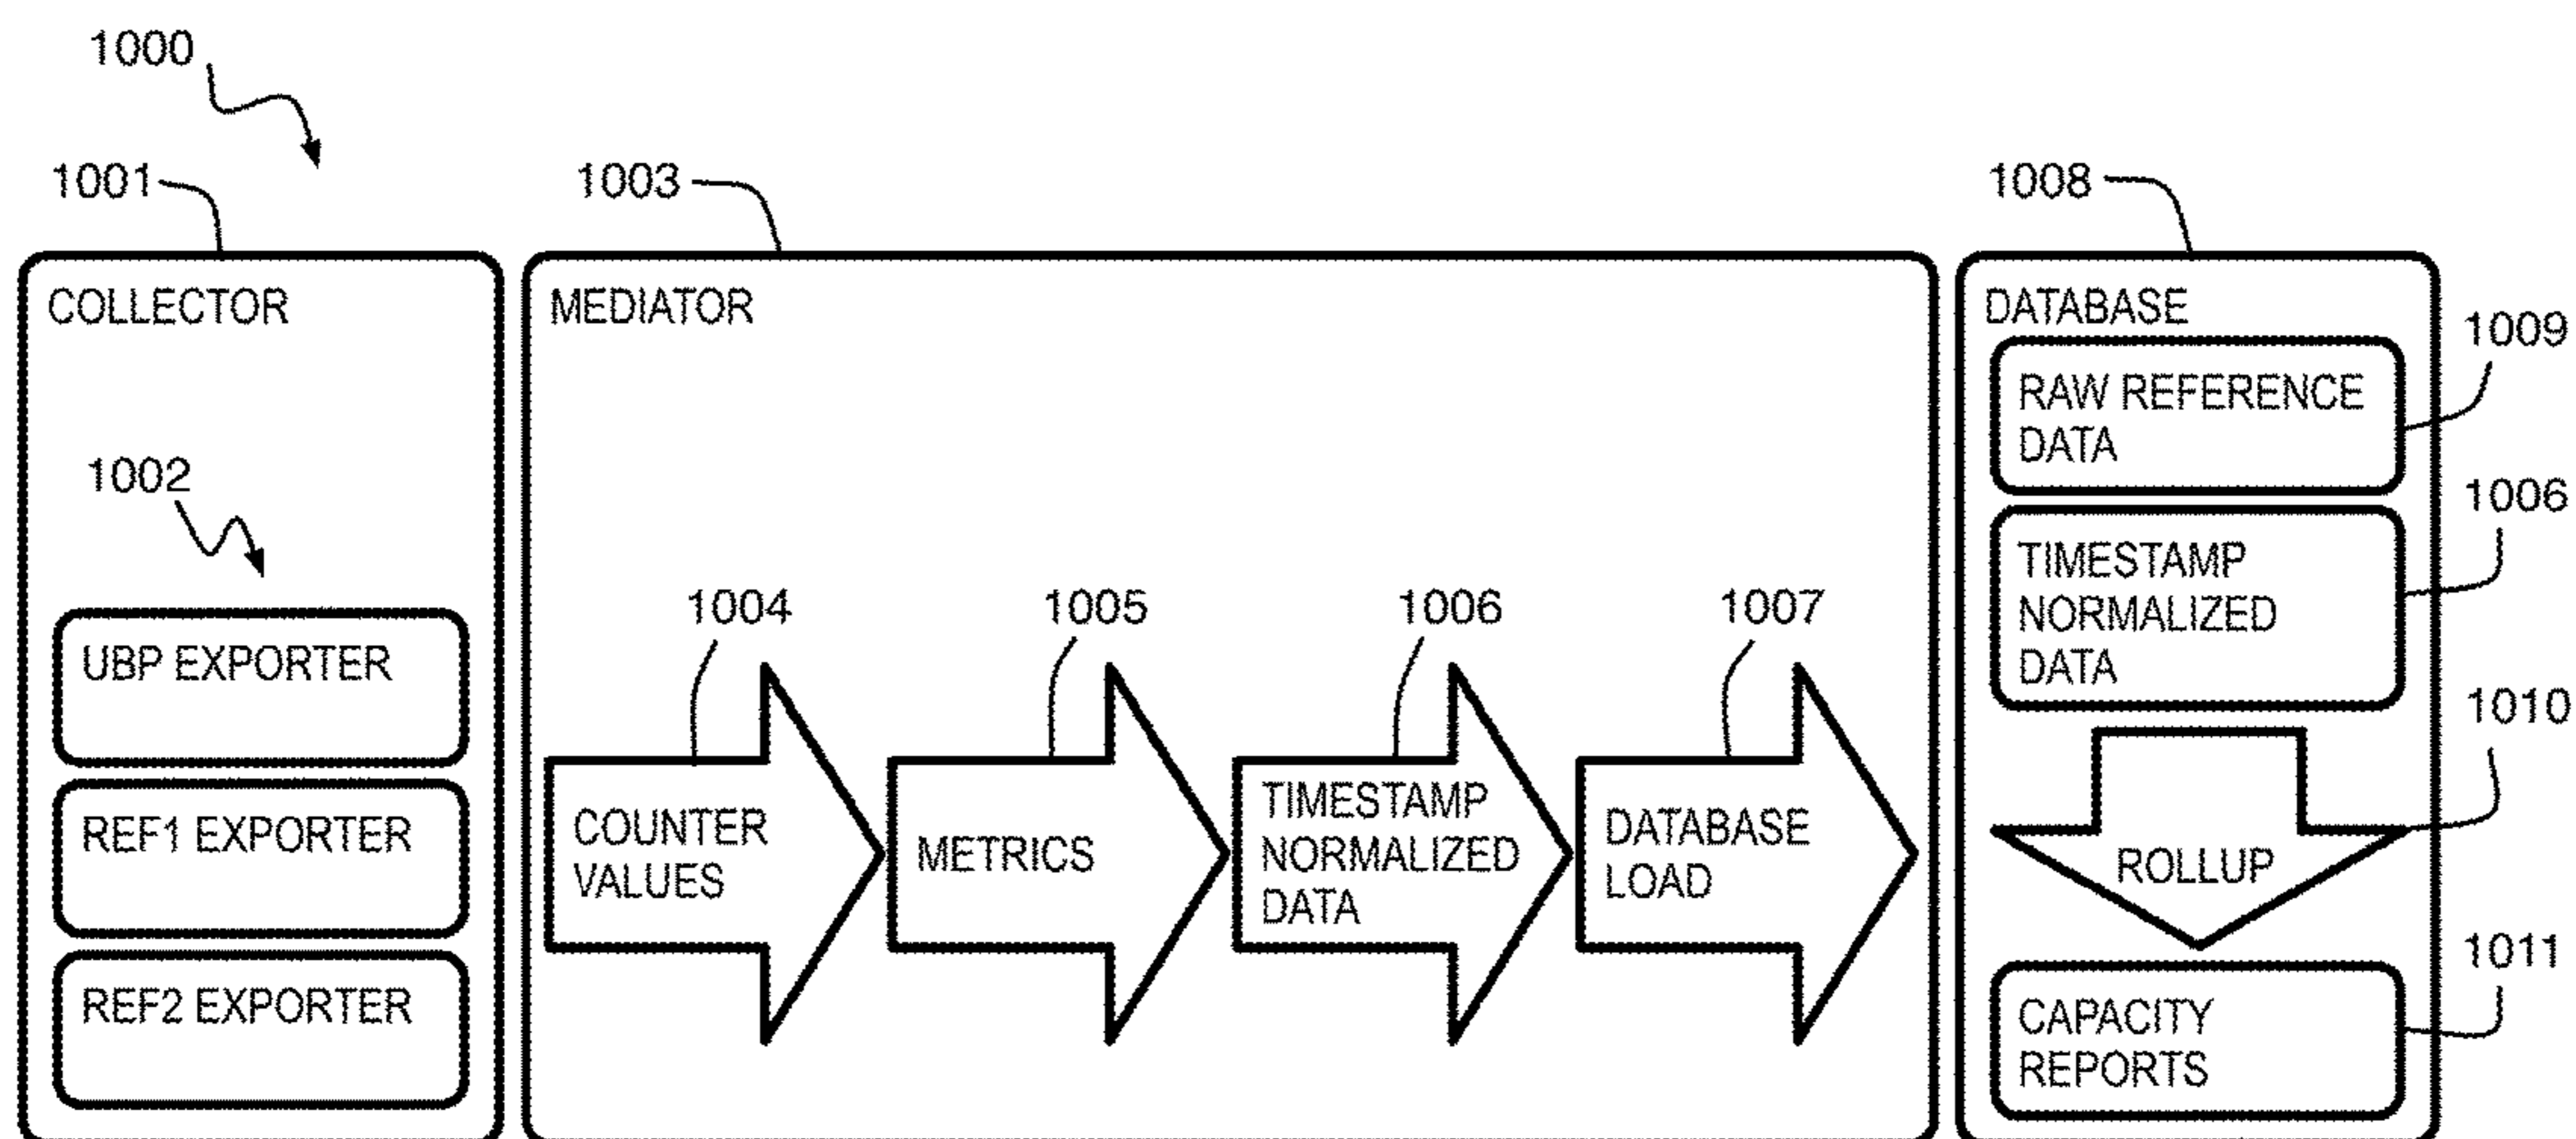 1000
1001
1003
1008
COLLECTOR
MEDIATOR
DATABASE
1009
RAW REFERENCE
DATA
1002
1006
TIMESTAMP
NORMALIZED
DATA
UBP EXPORTER
REF1 EXPORTER
REF2 EXPORTER
1004
1005
1006
1007
COUNTER
VALUES
METRICS
TIMESTAMP
NORMALIZED
DATA
DATABASE
LOAD
1010
ROLLUP
1011
CAPACITY
REPORTS